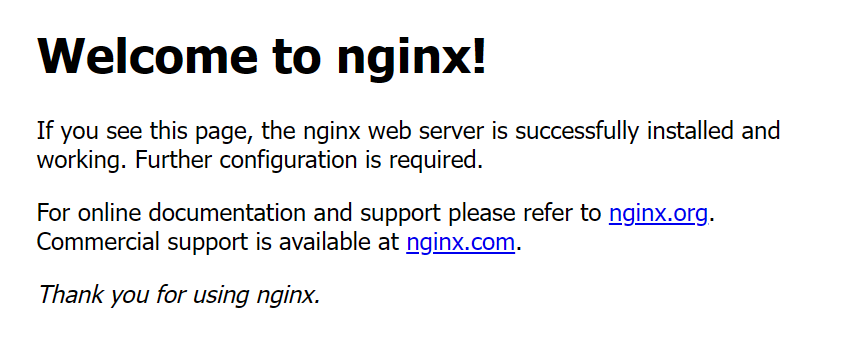 Welcome to nginx!
If you see this page, the nginx web server is successfully installed and
working. Further configuration is required.
For online documentation and support please refer to nginx.org.
Commercial support is available at nginx.com.
Thank you for using nginx.